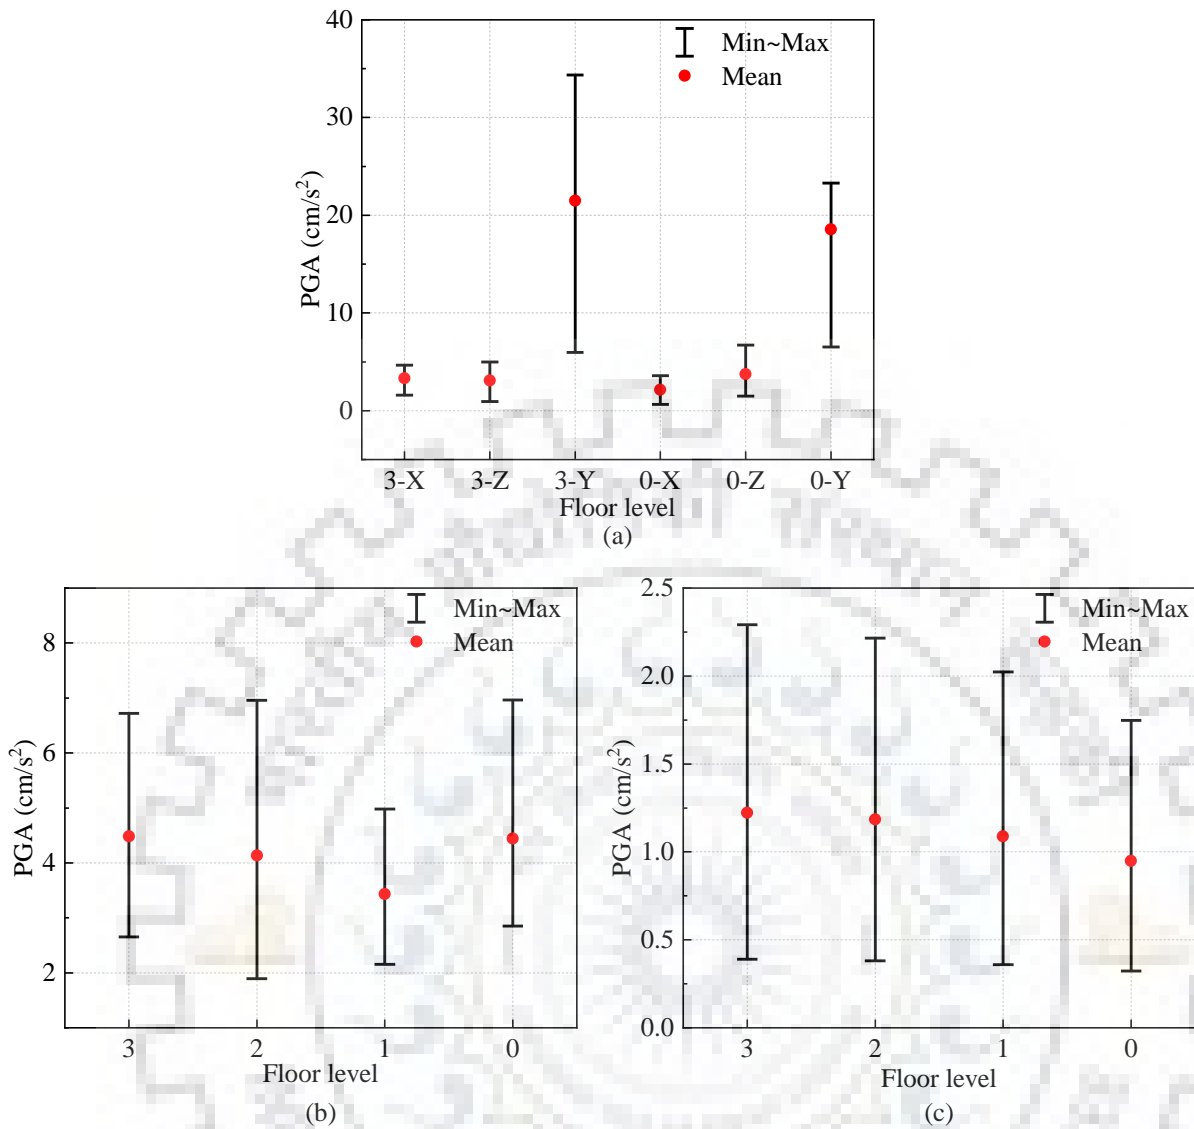 40
Min~Max
Mean
30
20
10
0
PGA (cm/s²)
3-X 3-Z 3-Y 0-X 0-Z 0-Y
Floor level
(a)
Min~Max
Mean
8
6
4
2
PGA (cm/s²)
3 2 1 0
Floor level
(b)
2.5
Min~Max
Mean
2.0
1.5
1.0
0.5
0.0
PGA (cm/s²)
3 2 1 0
Floor level
(c)